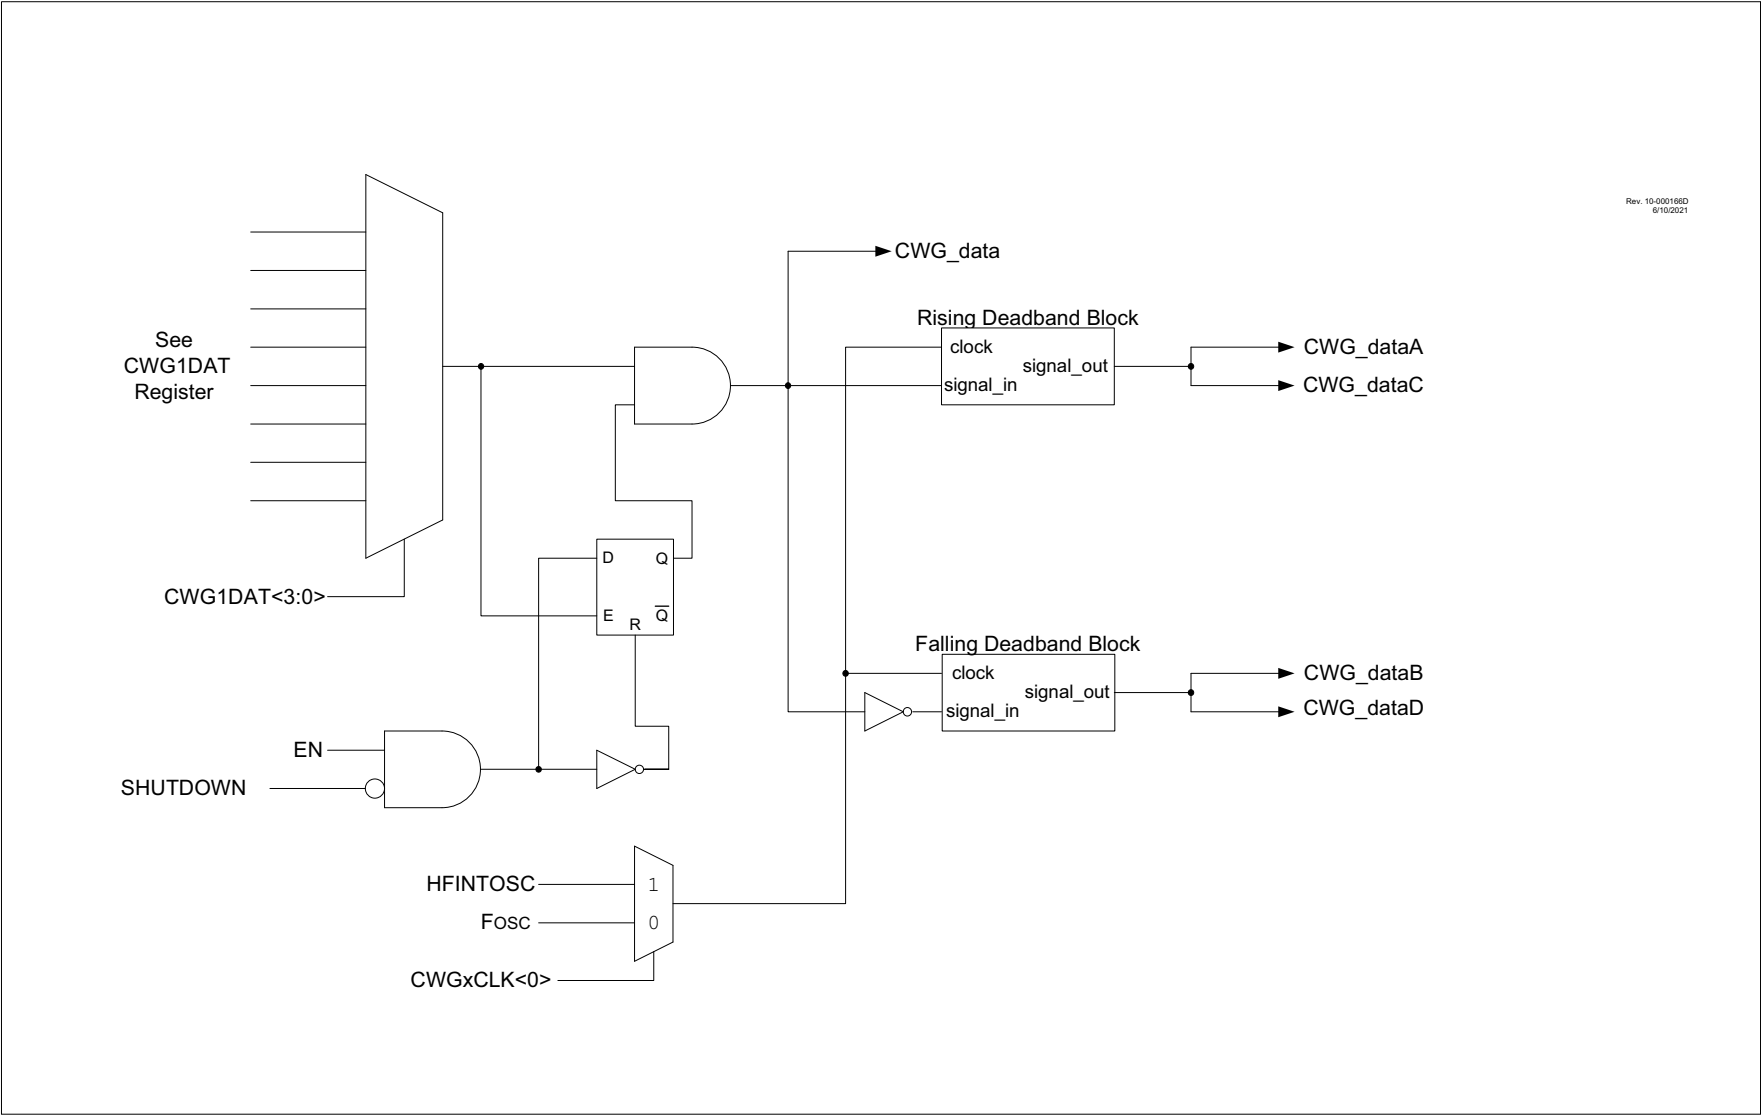 Rev. 10-000166D
6/10/2021
CWG_data
Rising Deadband Block
See
CWG1DAT
Register
clock
signal_in
signal_out
CWG_dataA
CWG_dataC
D
Q
E
Q̅
R
CWG1DAT<3:0>
Falling Deadband Block
clock
signal_in
signal_out
CWG_dataB
CWG_dataD
EN
SHUTDOWN
HFINTOSC
1
FOSC
0
CWGxCLK<0>